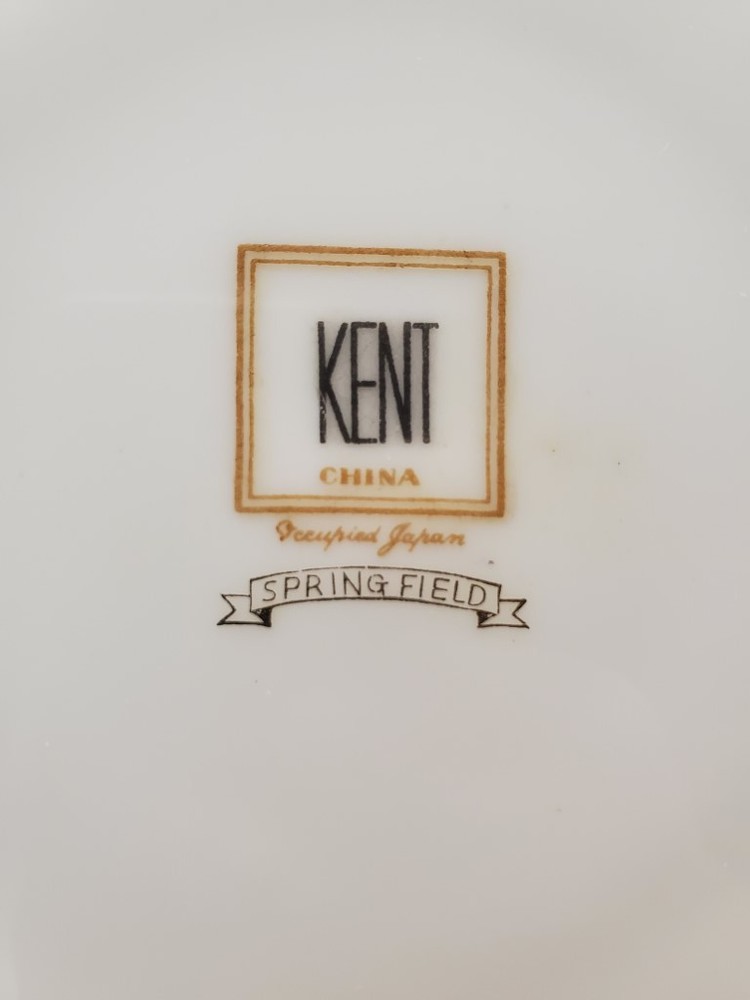 KENT
CHINA
Occupied Japan
SPRING FIELD